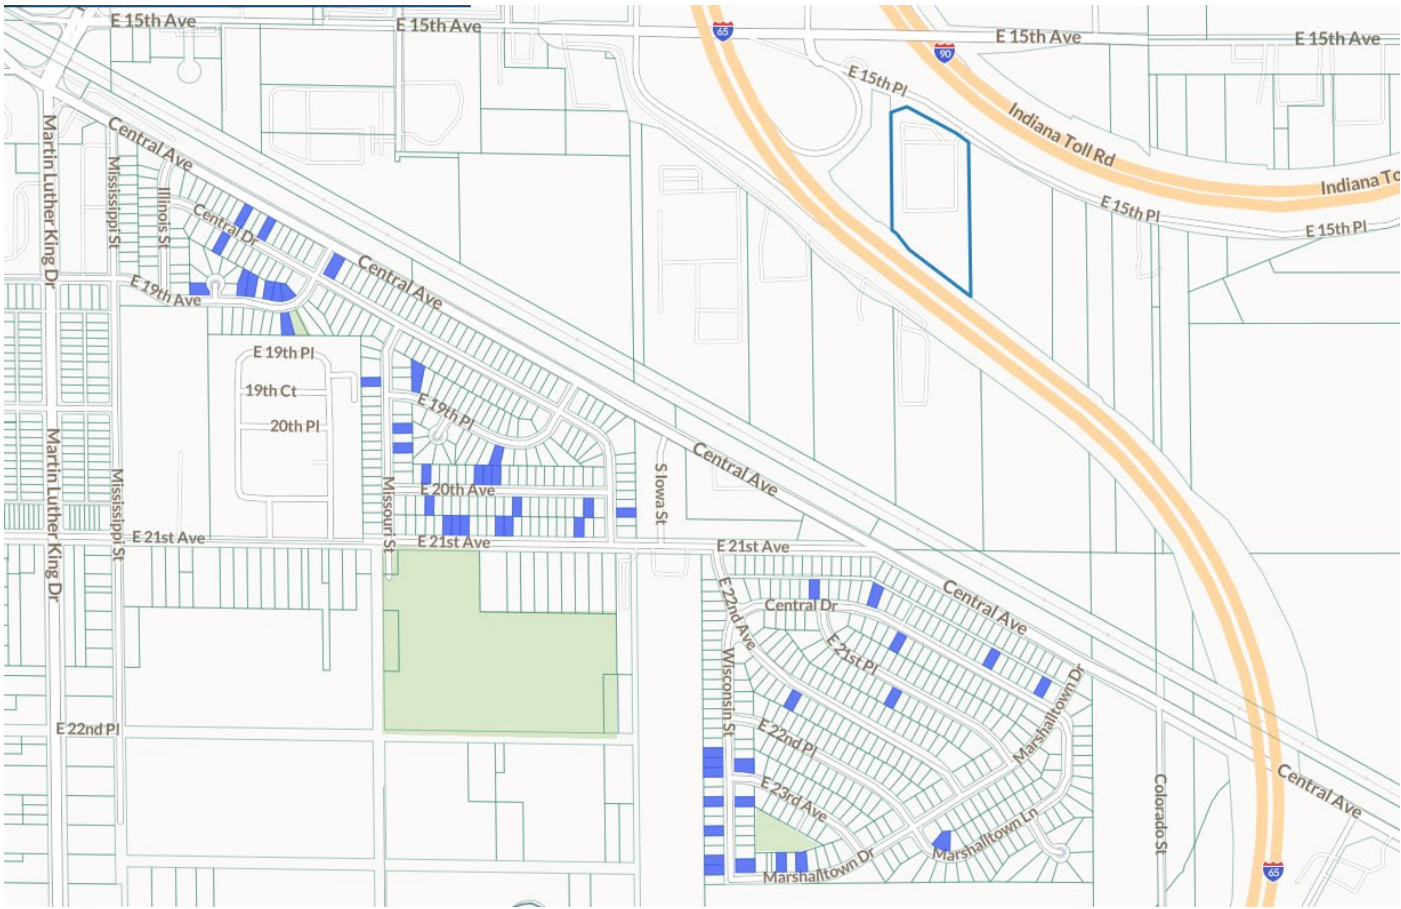 E 15th Ave
E 15th Ave
65
E 15th Ave
E 15th Ave
90
E 15th Pl
Indiana Toll Rd
Indiana To
E 15th Pl
E 15th Pl
Martin Luther King Dr
Mississippi St
Central Ave
Illinois St
Central Dr
E 19th Ave
Central Ave
E 19th Pl
19th Ct
20th Pl
E 19th Pl
Martin Luther King Dr
Mississippi St
Missouri St
E 20th Ave
S Iowa St
Central Ave
E 21st Ave
E 21st Ave
E 21st Ave
E 22nd Ave
Central Dr
Central Ave
E 21st Pl
Wisconsin St
Marshalltown Dr
E 22nd Pl
E 22nd Pl
E 23rd Ave
Central Ave
Colorado St
Marshalltown Ln
Marshalltown Dr
65